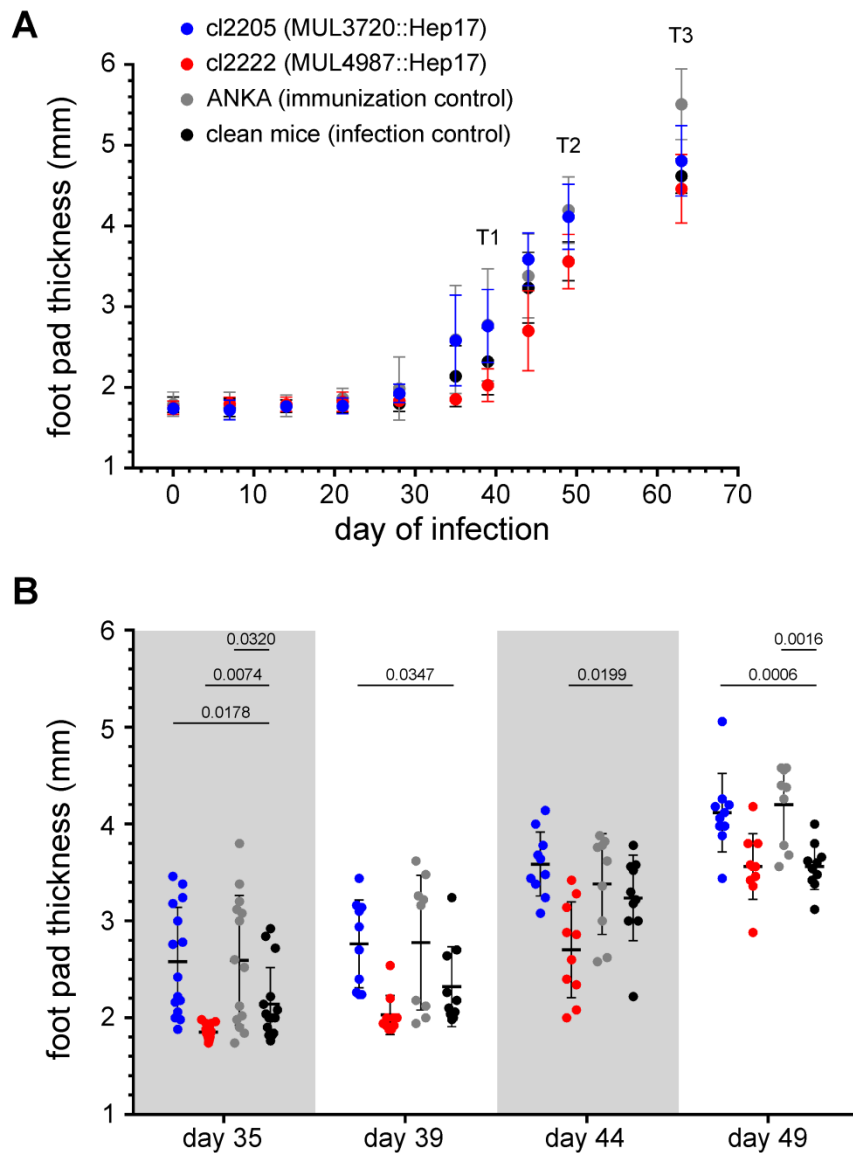 A
cl2205 (MUL3720::Hep17)
cl2222 (MUL4987::Hep17)
ANKA (immunization control)
clean mice (infection control)
T1
T2
T3
foot pad thickness (mm)
6
5
4
3
2
1
0 10 20 30 40 50 60 70
day of infection
B
foot pad thickness (mm)
6
5
4
3
2
1
0.0320
0.0074
0.0178
0.0347
0.0199
0.0016
0.0006
day 35 day 39 day 44 day 49